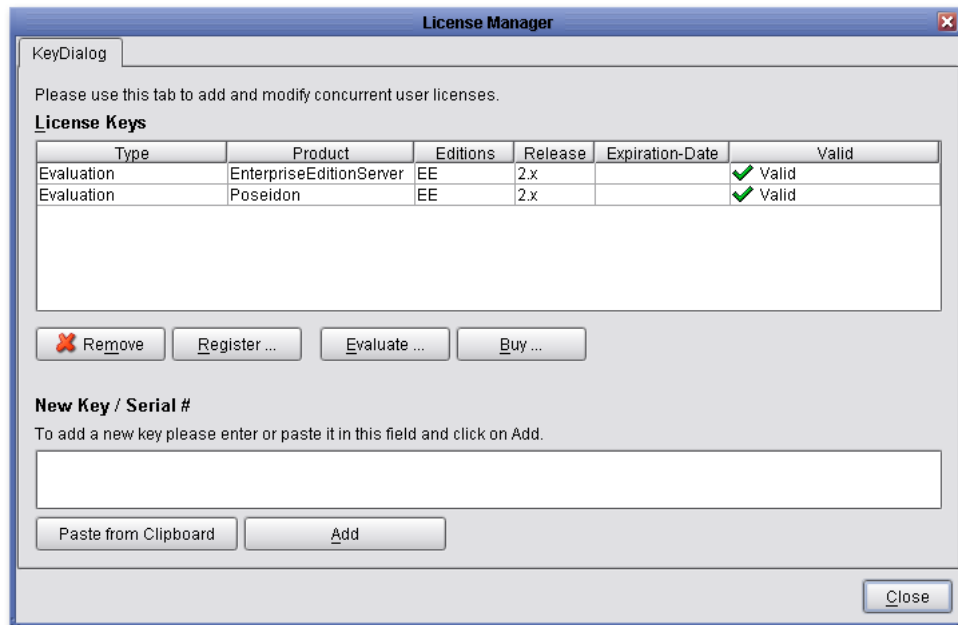 License Manager
KeyDialog
Please use this tab to add and modify concurrent user licenses.
License Keys
Type Product Editions Release Expiration-Date Valid
Evaluation EnterpriseEditionServer EE 2.x Valid
Evaluation Poseidon EE 2.x Valid
Remove Register ... Evaluate ... Buy ...
New Key / Serial #
To add a new key please enter or paste it in this field and click on Add.
Paste from Clipboard Add
Close